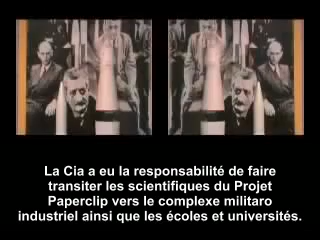 La Cia a eu la responsabilité de faire
transiter les scientifiques du Projet
Paperclip vers le complexe militaro
industriel ainsi que les écoles et universités.